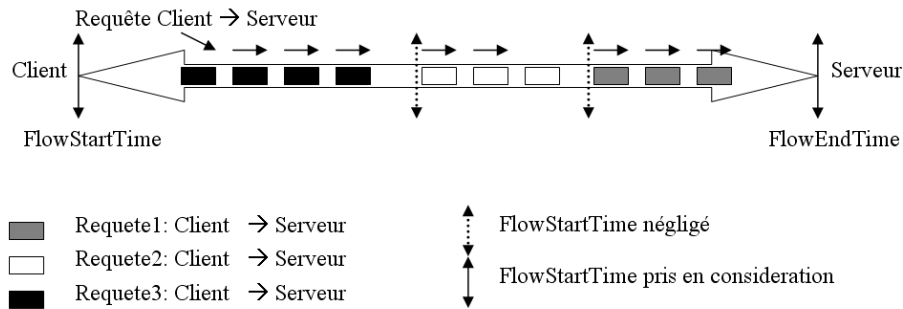 Requête Client → Serveur
Client
Serveur
FlowStartTime
FlowEndTime
Requete1: Client → Serveur
Requete2: Client → Serveur
Requete3: Client → Serveur
FlowStartTime négligé
FlowStartTime pris en consideration